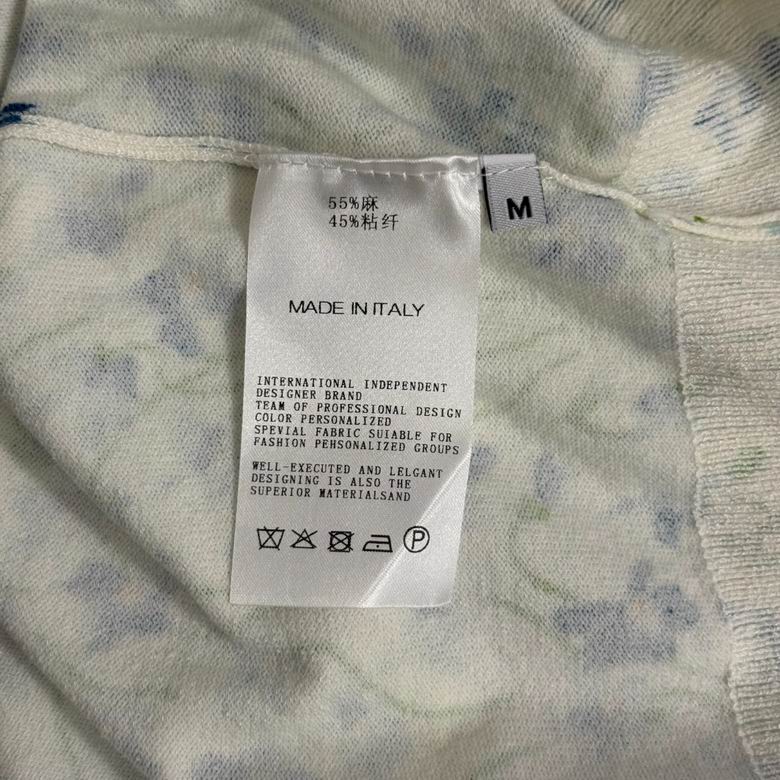 55%麻
45%粘纤
M
MADE IN ITALY
INTERNATIONAL INDEPENDENT
DESIGNER BRAND
TEAM OF PROFESSIONAL DESIGN
COLOR PERSONALIZED
SPEVIAL FABRIC SUIABLE FOR
FASHION PEHSONALIZED GROUPS
WELL-EXECUTED AND LELGANT
DESIGNING IS ALSO THE
SUPERIOR MATERIALSAND
P